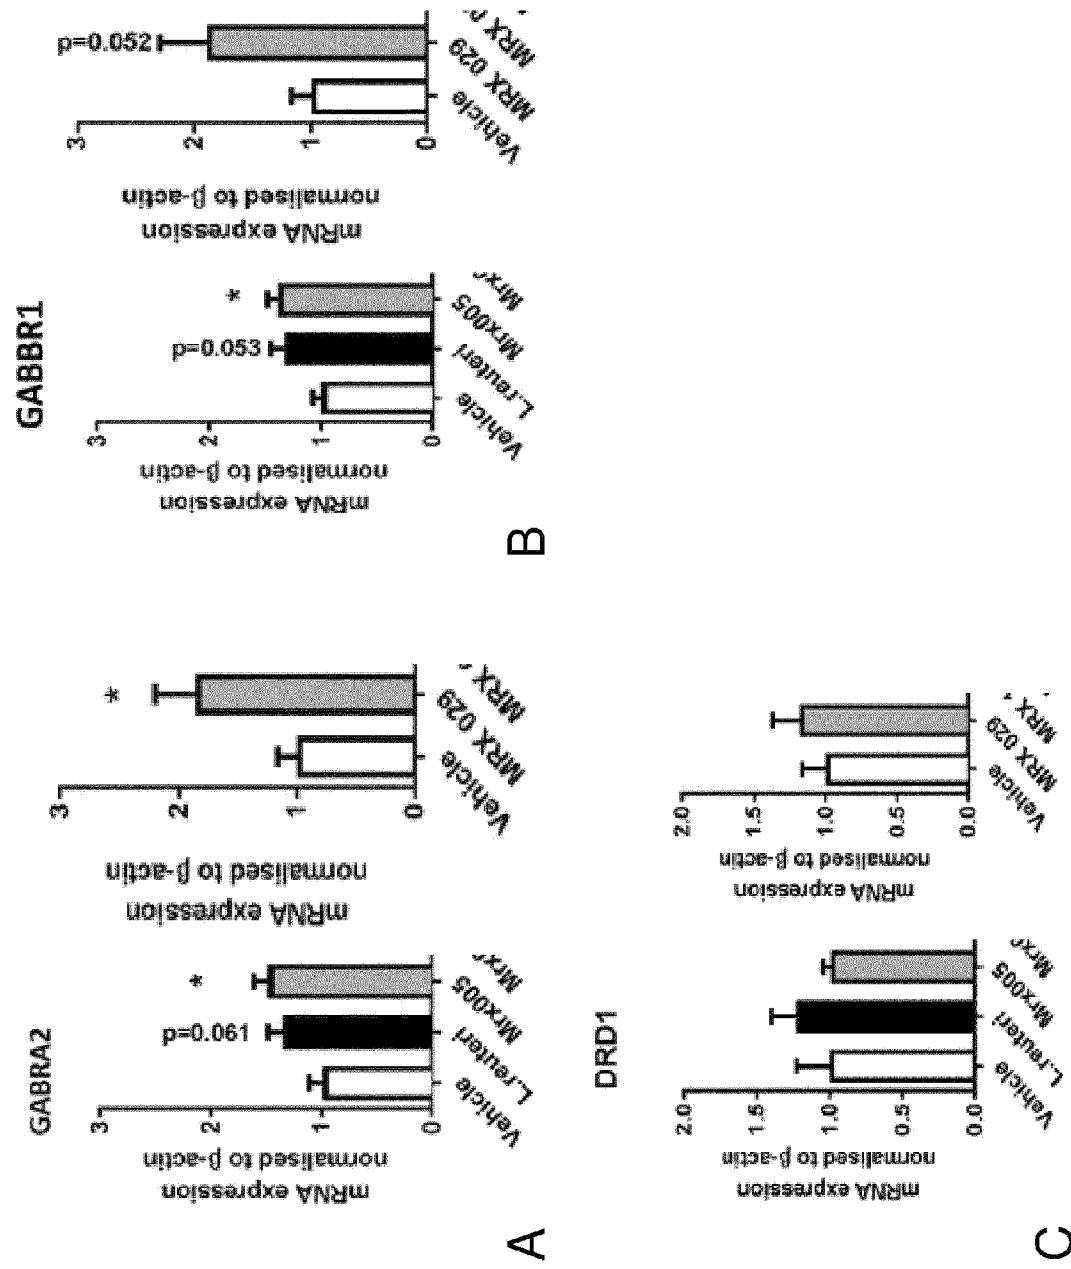 GABRA2
mRNA expression
normalised to β-actin
3
2
1
0
p=0.061
*
Vehicle
L.reuteri
Mrx005
mRNA expression
normalised to β-actin
3
2
1
0
*
Vehicle
MRX 029
MRX
A
GABBR1
mRNA expression
normalised to β-actin
3
2
1
0
p=0.053
*
Vehicle
L.reuteri
Mrx005
mRNA expression
normalised to β-actin
3
2
1
0
p=0.052
Vehicle
MRX 029
MRX
B
DRD1
mRNA expression
normalised to β-actin
2.0
1.5
1.0
0.5
0.0
Vehicle
L.reuteri
Mrx005
mRNA expression
normalised to β-actin
2.0
1.5
1.0
0.5
0.0
Vehicle
MRX 029
MRX
C